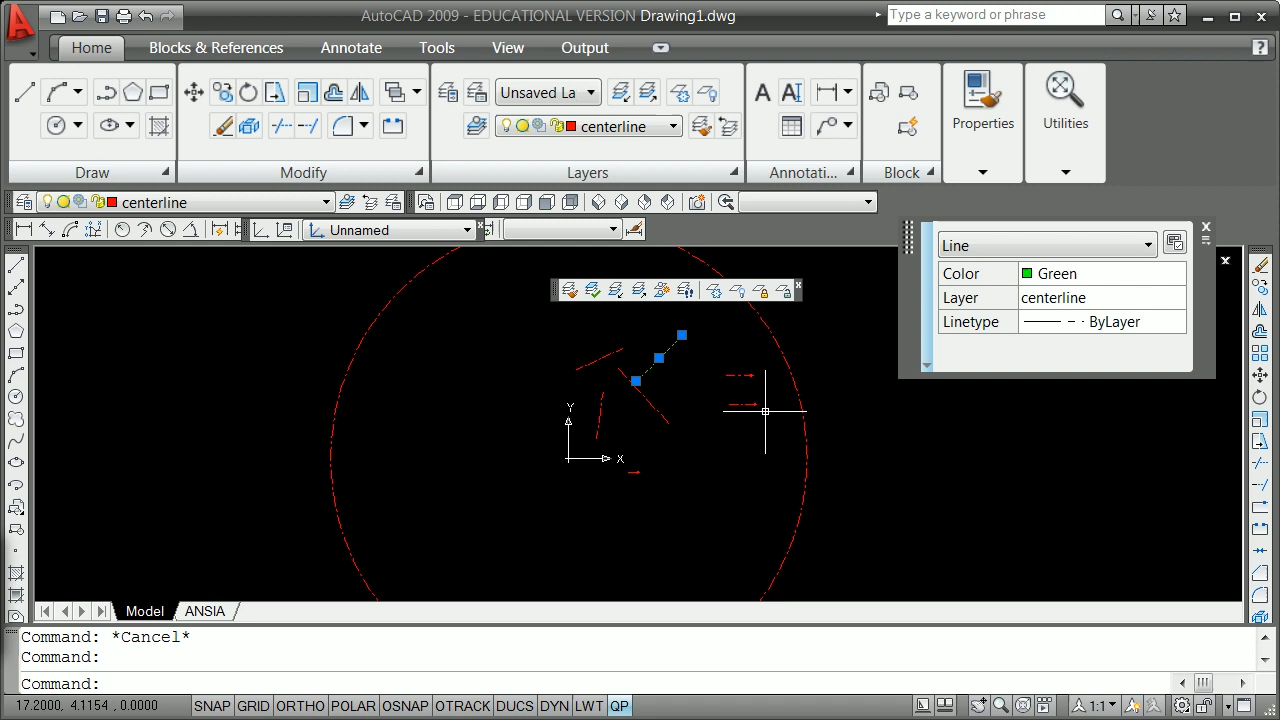 AutoCAD 2009 - EDUCATIONAL VERSION Drawing1.dwg
Type a keyword or phrase
Home Blocks & References Annotate Tools View Output
Unsaved La
centerline
Properties
Utilities
Draw Modify Layers Annotati... Block
centerline
Unnamed
Line
Color Green
Layer centerline
Linetype ByLayer
Y
X
Model ANSIA
Command: *Cancel*
Command:
Command:
17.2000, 4.1154 , 0.0000 SNAP GRID ORTHO POLAR OSNAP OTRACK DUCS DYN LWT QP 1:1